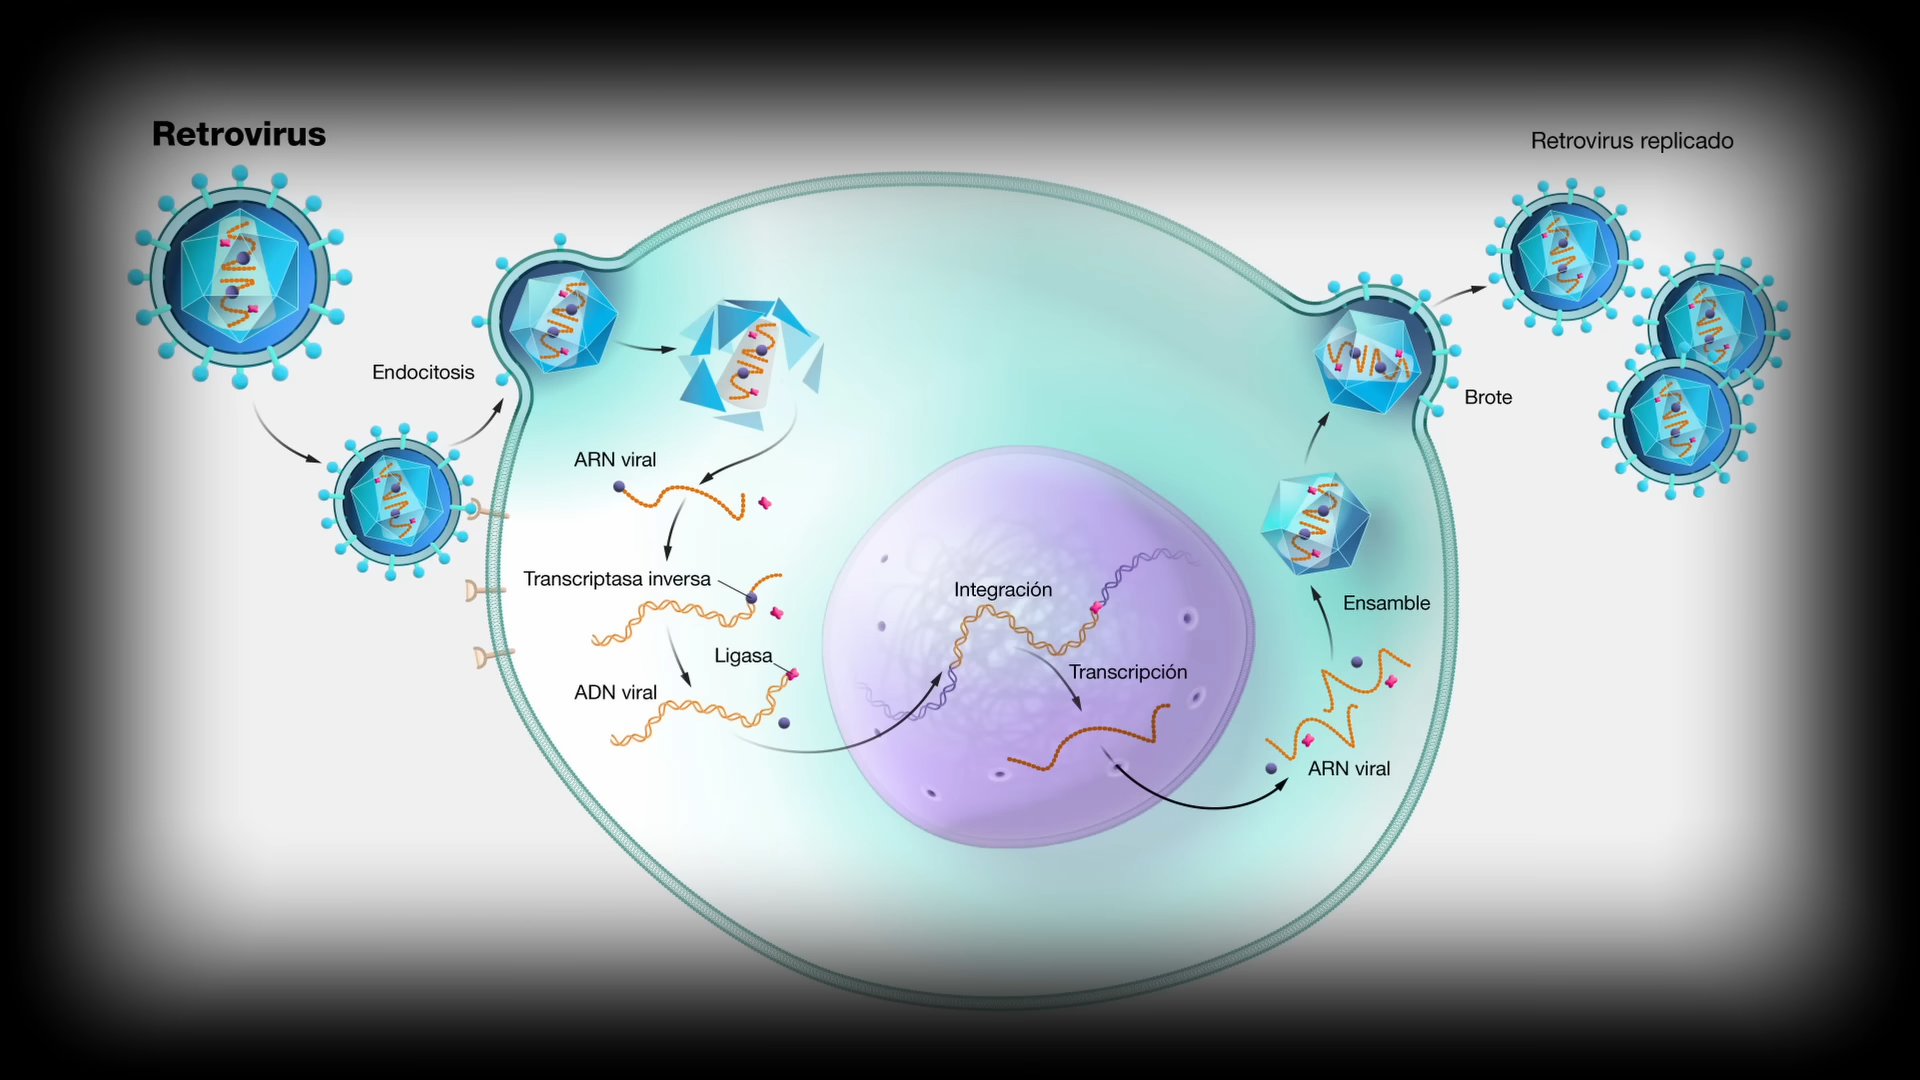 Retrovirus
Retrovirus replicado
Endocitosis
Brote
ARN viral
Transcriptasa inversa
Integración
Ensamble
Ligasa
Transcripción
ADN viral
ARN viral